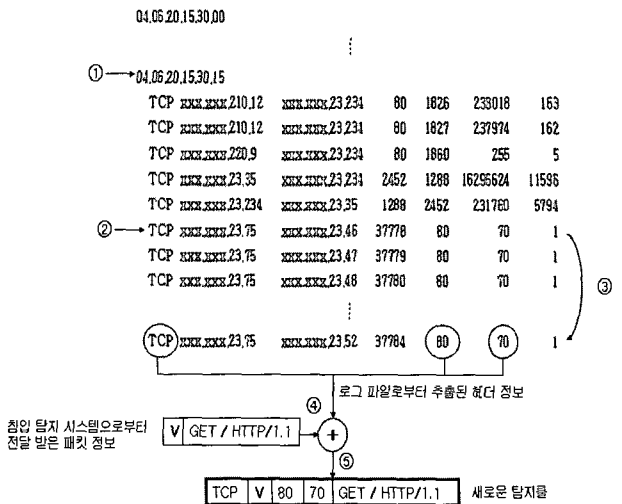 04.06.20.15.30.00
① 04.06.20.15.30.15
TCP xxx.xxx.210.12 xxx.xxx.23.234 80 1826 233018 163
TCP xxx.xxx.210.12 xxx.xxx.23.234 80 1827 237974 162
TCP xxx.xxx.220.9 xxx.xxx.23.234 80 1860 255 5
TCP xxx.xxx.23.35 xxx.xxx.23.234 2452 1288 16295624 11596
TCP xxx.xxx.23.234 xxx.xxx.23.35 1288 2452 231760 5794
② TCP xxx.xxx.23.75 xxx.xxx.23.46 37778 80 70 1
TCP xxx.xxx.23.75 xxx.xxx.23.47 37779 80 70 1
③
TCP xxx.xxx.23.75 xxx.xxx.23.48 37780 80 70 1
TCP xxx.xxx.23.75 xxx.xxx.23.52 37784 80 70 1
로그 파일로부터 추출된 헤더 정보
④
침입 탐지 시스템으로부터
전달 받은 패킷 정보
V GET / HTTP/1.1 +
⑤
TCP V 80 70 GET / HTTP/1.1 새로운 탐지룰